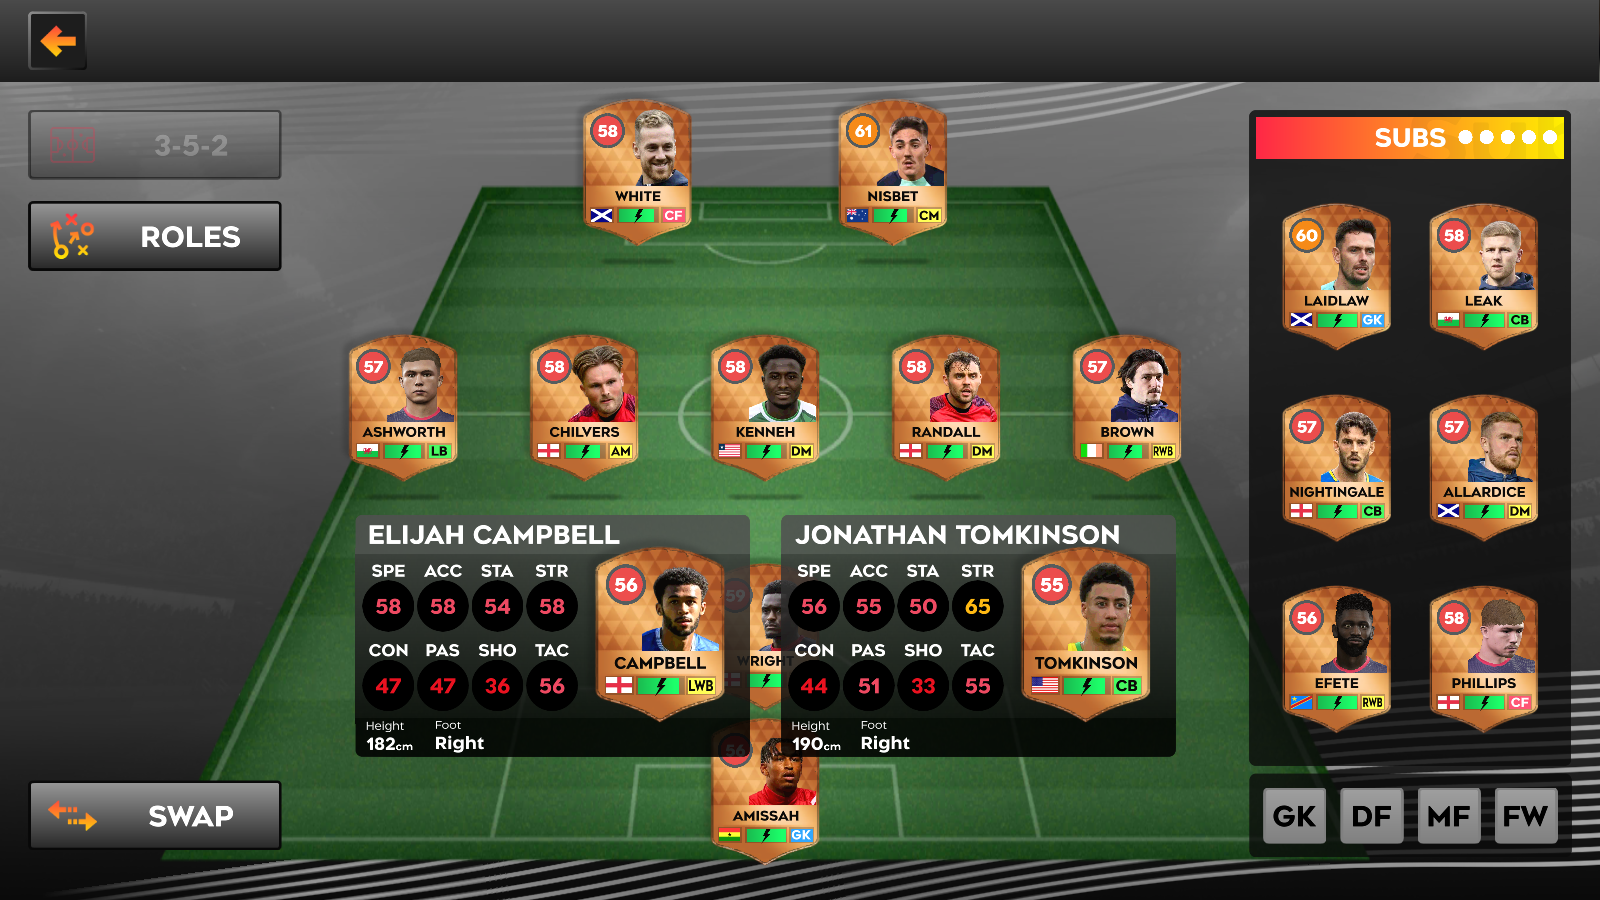 3-5-2
ROLES
SWAP
58
WHITE
CF
61
NISBET
CM
57
ASHWORTH
LB
58
CHILVERS
AM
58
KENNEH
DM
58
RANDALL
DM
57
BROWN
RWB
ELIJAH CAMPBELL
SPE ACC STA STR
58 58 54 58
CON PAS SHO TAC
47 47 36 56
Height Foot
182cm Right
56
CAMPBELL
LWB
59
WRIGHT
JONATHAN TOMKINSON
SPE ACC STA STR
56 55 50 65
CON PAS SHO TAC
44 51 33 55
Height Foot
190cm Right
55
TOMKINSON
CB
56
AMISSAH
GK
SUBS
60
LAIDLAW
GK
58
LEAK
CB
57
NIGHTINGALE
CB
57
ALLARDICE
DM
56
EFETE
RWB
58
PHILLIPS
CF
GK DF MF FW